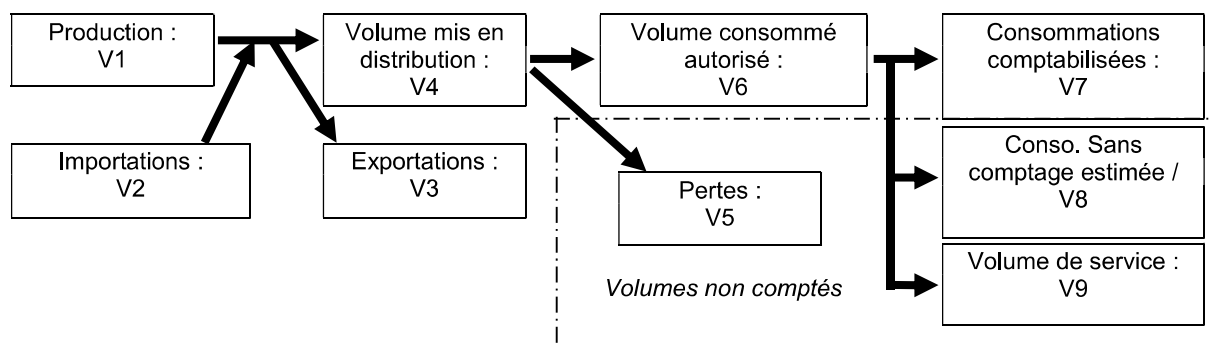 Production :
V1
Volume mis en
distribution :
V4
Volume consommé
autorisé :
V6
Consommations
comptabilisées :
V7
Importations :
V2
Exportations :
V3
Pertes :
V5
Conso. Sans
comptage estimée /
V8
Volumes non comptés
Volume de service :
V9